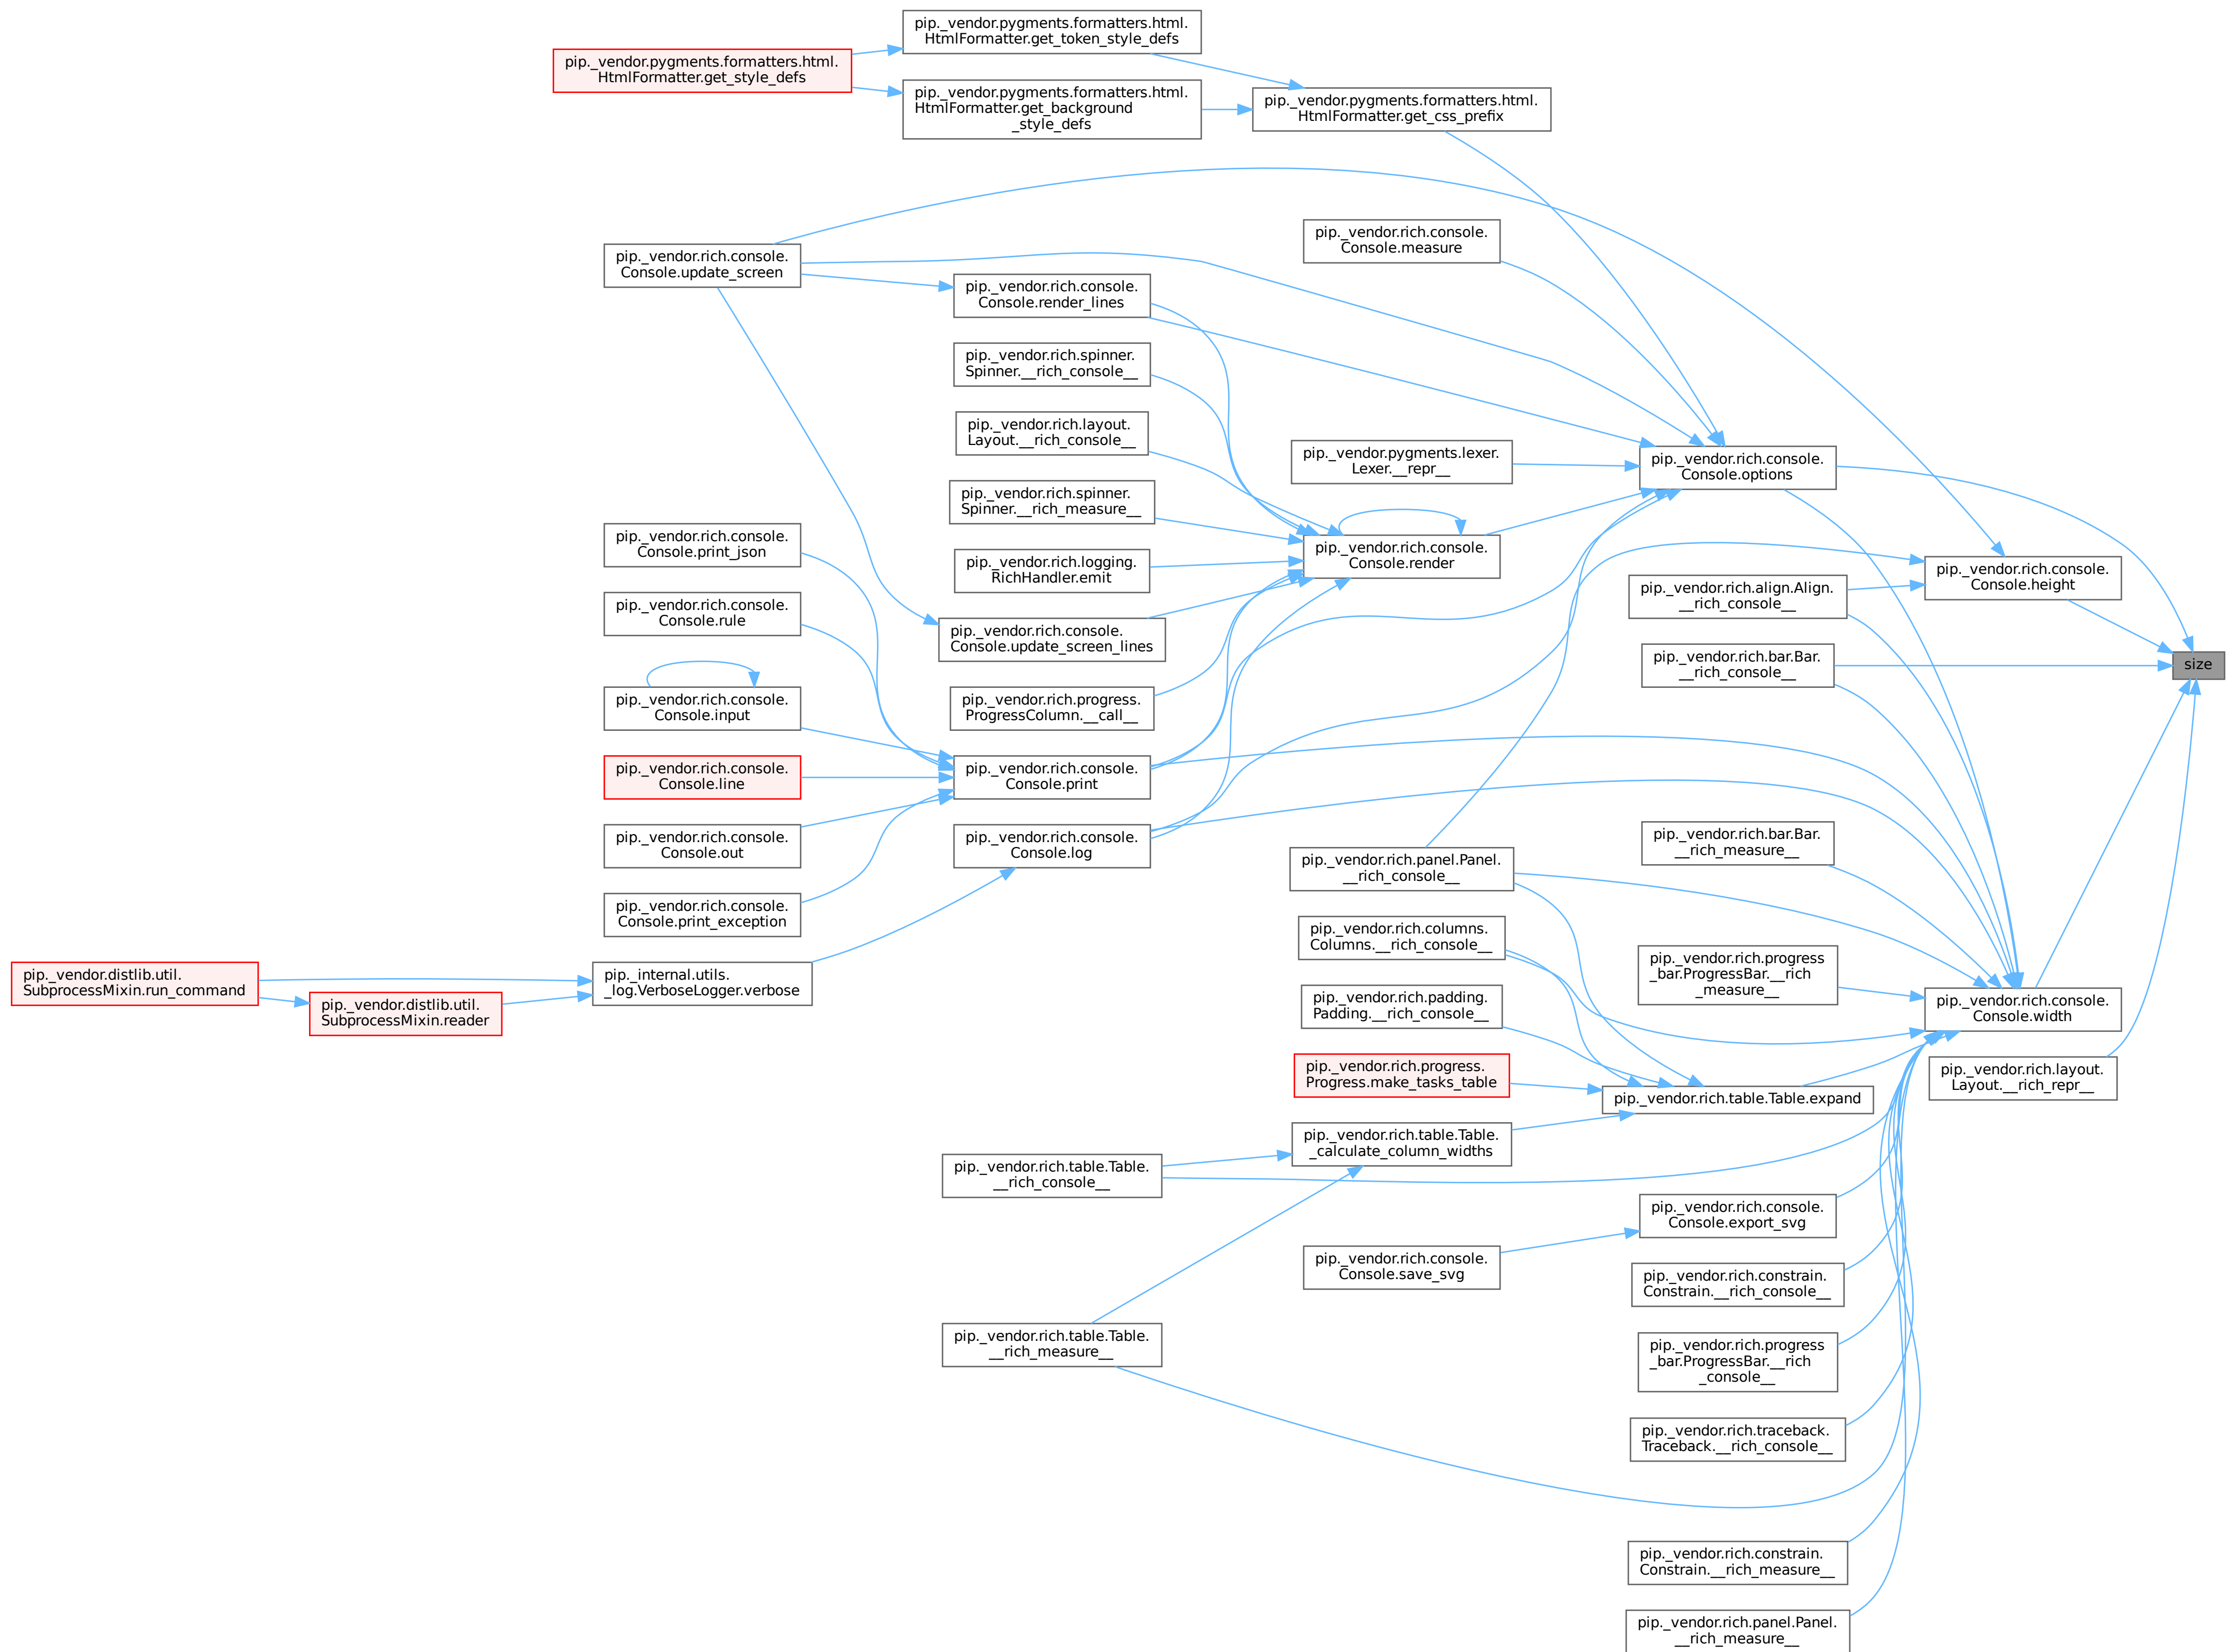 pip._vendor.pygments.formatters.html.
HtmlFormatter.get_token_style_defs
pip._vendor.pygments.formatters.html.
HtmlFormatter.get_style_defs
pip._vendor.pygments.formatters.html.
HtmlFormatter.get_background
_style_defs
pip._vendor.pygments.formatters.html.
HtmlFormatter.get_css_prefix
pip._vendor.rich.console.
Console.measure
pip._vendor.rich.console.
Console.update_screen
pip._vendor.rich.console.
Console.render_lines
pip._vendor.rich.spinner.
Spinner.__rich_console__
pip._vendor.rich.layout.
Layout.__rich_console__
pip._vendor.pygments.lexer.
Lexer.__repr__
pip._vendor.rich.console.
Console.options
pip._vendor.rich.spinner.
Spinner.__rich_measure__
pip._vendor.rich.console.
Console.print_json
pip._vendor.rich.logging.
RichHandler.emit
pip._vendor.rich.console.
Console.render
pip._vendor.rich.console.
Console.height
pip._vendor.rich.align.Align.
__rich_console__
pip._vendor.rich.console.
Console.rule
pip._vendor.rich.console.
Console.update_screen_lines
pip._vendor.rich.bar.Bar.
__rich_console__
size
pip._vendor.rich.console.
Console.input
pip._vendor.rich.progress.
ProgressColumn.__call__
pip._vendor.rich.console.
Console.line
pip._vendor.rich.console.
Console.print
pip._vendor.rich.console.
Console.out
pip._vendor.rich.console.
Console.log
pip._vendor.rich.bar.Bar.
__rich_measure__
pip._vendor.rich.panel.Panel.
__rich_console__
pip._vendor.rich.console.
Console.print_exception
pip._vendor.rich.columns.
Columns.__rich_console__
pip._vendor.rich.progress
_bar.ProgressBar.__rich
_measure__
pip._vendor.distlib.util.
SubprocessMixin.run_command
pip._internal.utils.
_log.VerboseLogger.verbose
pip._vendor.distlib.util.
SubprocessMixin.reader
pip._vendor.rich.padding.
Padding.__rich_console__
pip._vendor.rich.console.
Console.width
pip._vendor.rich.progress.
Progress.make_tasks_table
pip._vendor.rich.table.Table.expand
pip._vendor.rich.layout.
Layout.__rich_repr__
pip._vendor.rich.table.Table.
_calculate_column_widths
pip._vendor.rich.table.Table.
__rich_console__
pip._vendor.rich.console.
Console.export_svg
pip._vendor.rich.console.
Console.save_svg
pip._vendor.rich.constrain.
Constrain.__rich_console__
pip._vendor.rich.table.Table.
__rich_measure__
pip._vendor.rich.progress
_bar.ProgressBar.__rich
_console__
pip._vendor.rich.traceback.
Traceback.__rich_console__
pip._vendor.rich.constrain.
Constrain.__rich_measure__
pip._vendor.rich.panel.Panel.
__rich_measure__